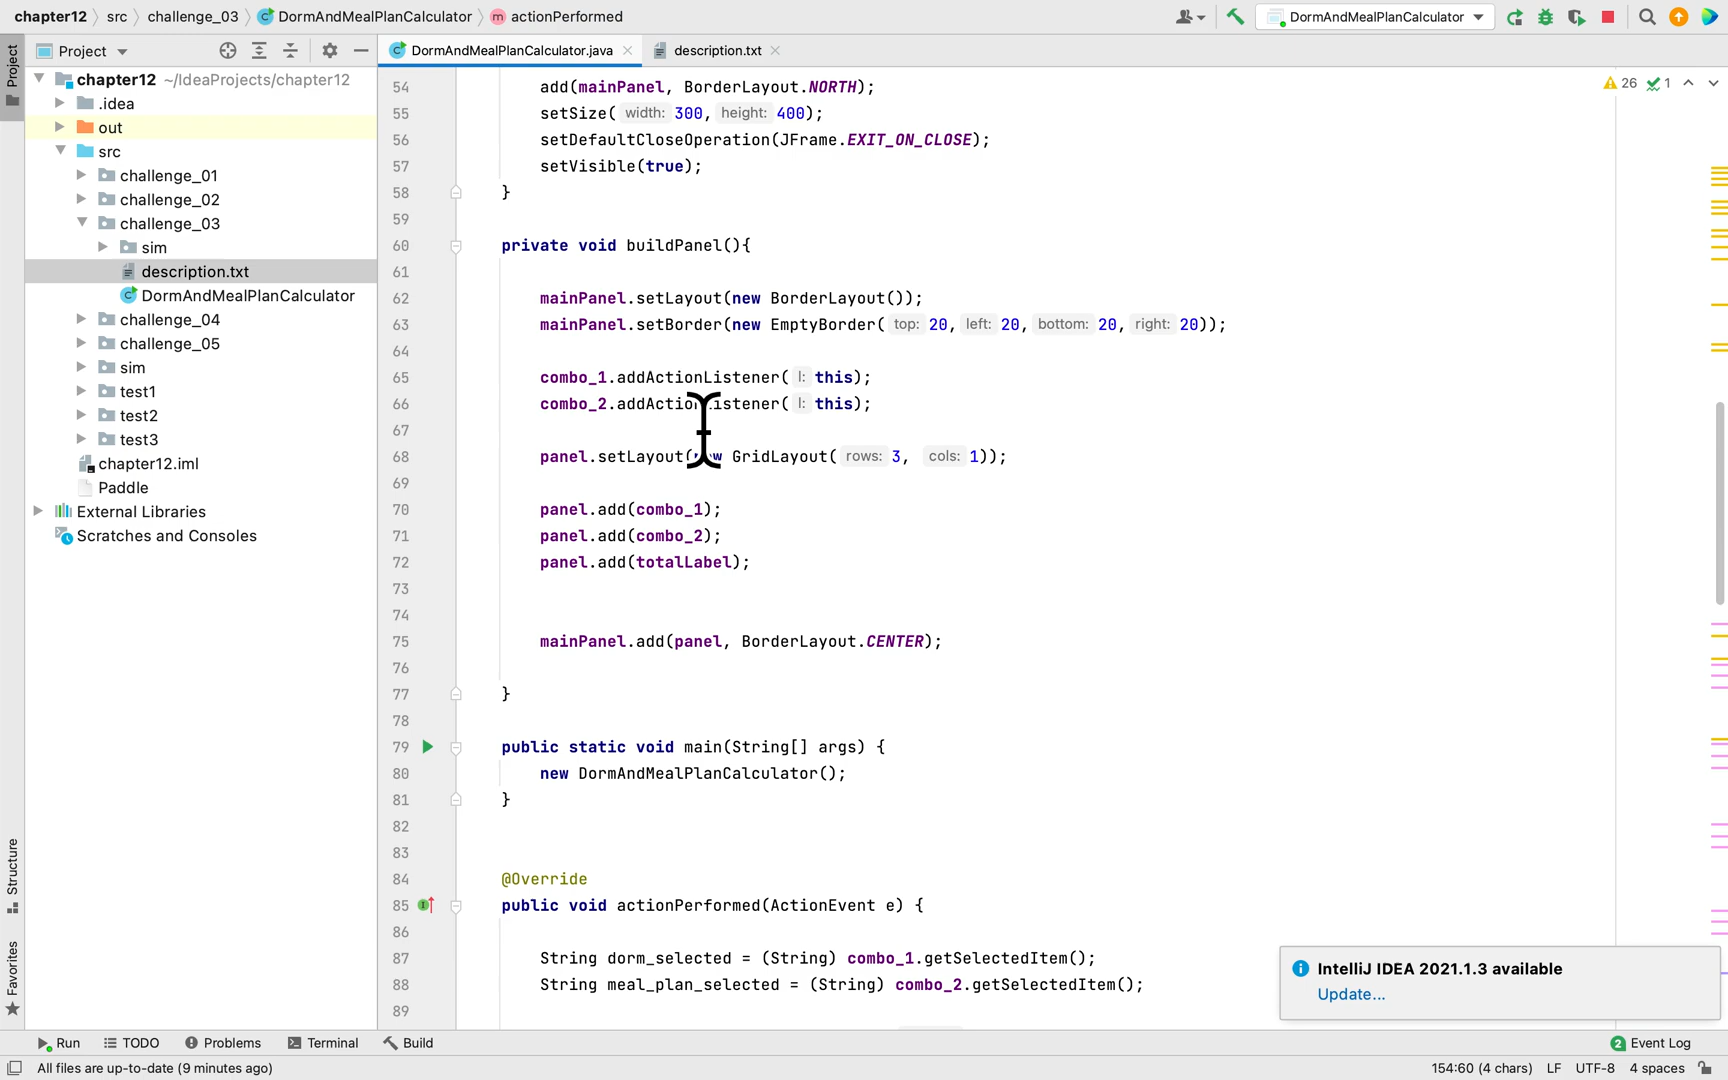 chapter12 src challenge_03 DormAndMealPlanCalculator m actionPerformed DormAndMealPlanCalculator
Project DormAndMealPlanCalculator.java description.txt
Project
chapter12 ~/IdeaProjects/chapter12
.idea
out
src
challenge_01
challenge_02
challenge_03
sim
description.txt
DormAndMealPlanCalculator
challenge_04
challenge_05
sim
test1
test2
test3
chapter12.iml
Paddle
External Libraries
Scratches and Consoles
Structure
Favorites
26 1
54 add(mainPanel, BorderLayout.NORTH);
55 setSize( width: 300, height: 400);
56 setDefaultCloseOperation(JFrame.EXIT_ON_CLOSE);
57 setVisible(true);
58 }
59
60 private void buildPanel(){
61
62 mainPanel.setLayout(new BorderLayout());
63 mainPanel.setBorder(new EmptyBorder( top: 20, left: 20, bottom: 20, right: 20));
64
65 combo_1.addActionListener( l: this);
66 combo_2.addActionListener( l: this);
67
68 panel.setLayout(new GridLayout( rows: 3, cols: 1));
69
70 panel.add(combo_1);
71 panel.add(combo_2);
72 panel.add(totalLabel);
73
74
75 mainPanel.add(panel, BorderLayout.CENTER);
76
77 }
78
79 public static void main(String[] args) {
80 new DormAndMealPlanCalculator();
81 }
82
83
84 @Override
85 public void actionPerformed(ActionEvent e) {
86
87 String dorm_selected = (String) combo_1.getSelectedItem();
88 String meal_plan_selected = (String) combo_2.getSelectedItem();
89
IntelliJ IDEA 2021.1.3 available
Update...
Run TODO Problems Terminal Build 2 Event Log
All files are up-to-date (9 minutes ago) 154:60 (4 chars) LF UTF-8 4 spaces